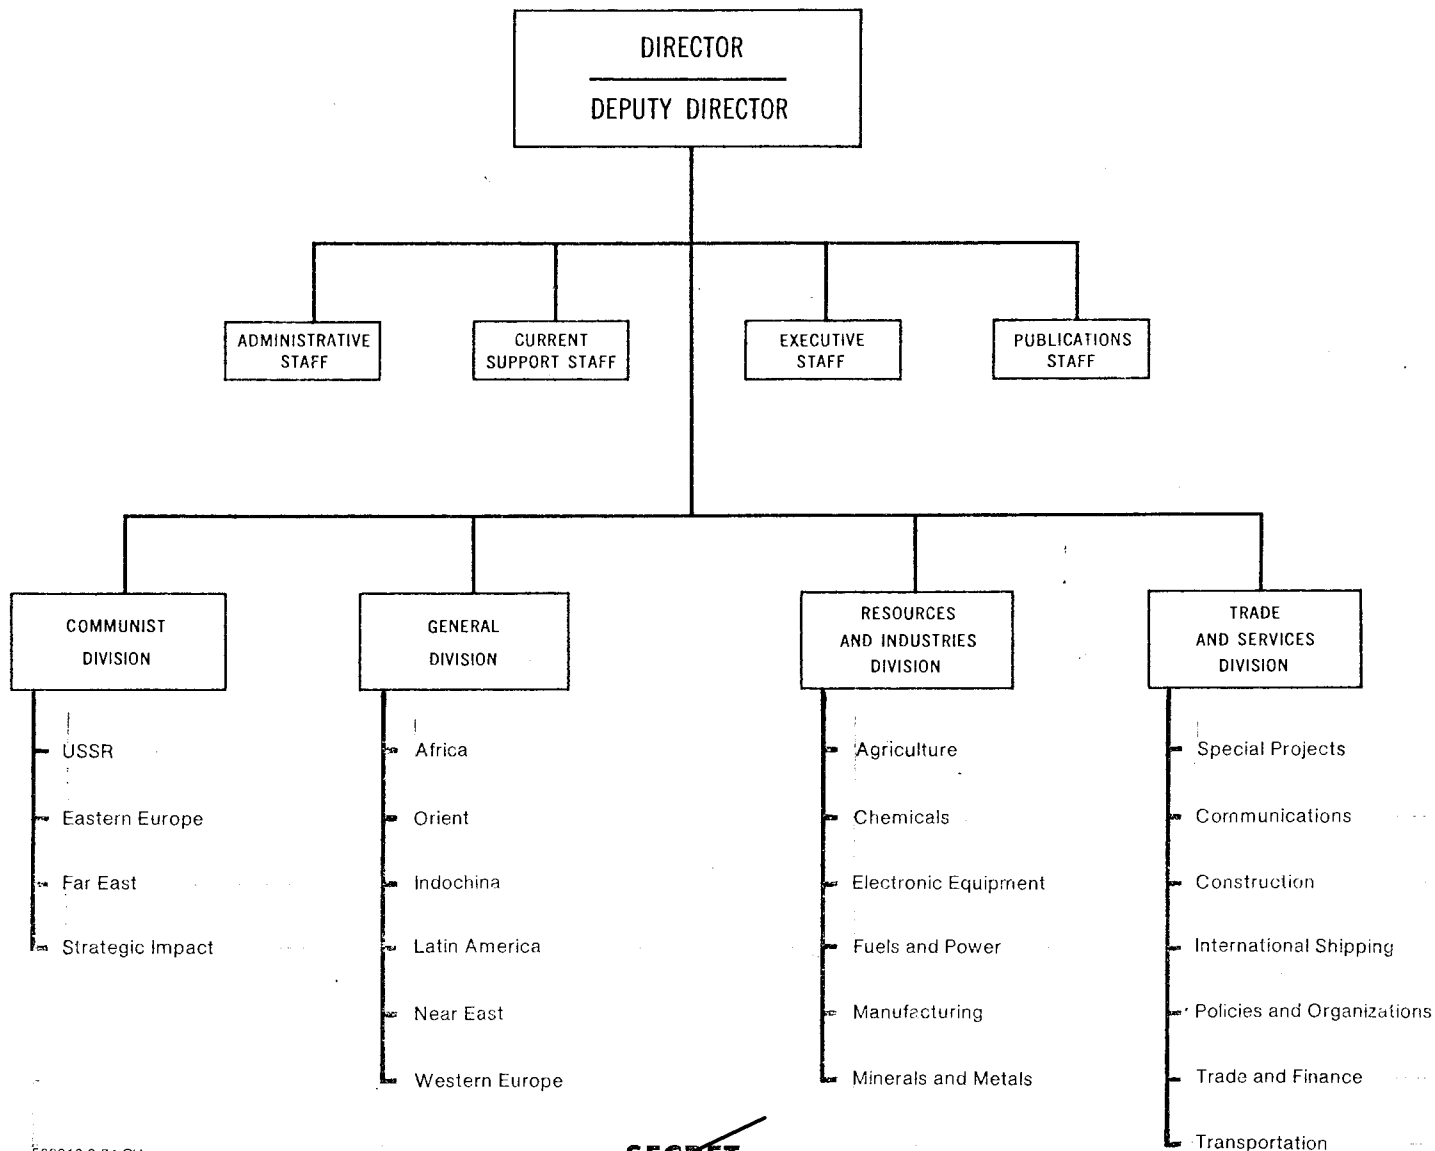 DIRECTOR
DEPUTY DIRECTOR
ADMINISTRATIVE
STAFF
CURRENT
SUPPORT STAFF
EXECUTIVE
STAFF
PUBLICATIONS
STAFF
COMMUNIST
DIVISION
GENERAL
DIVISION
RESOURCES
AND INDUSTRIES
DIVISION
TRADE
AND SERVICES
DIVISION
USSR
Eastern Europe
Far East
Strategic Impact
Africa
Orient
Indochina
Latin America
Near East
Western Europe
Agriculture
Chemicals
Electronic Equipment
Fuels and Power
Manufacturing
Minerals and Metals
Special Projects
Communications
Construction
International Shipping
Policies and Organizations
Trade and Finance
Transportation
SECRET